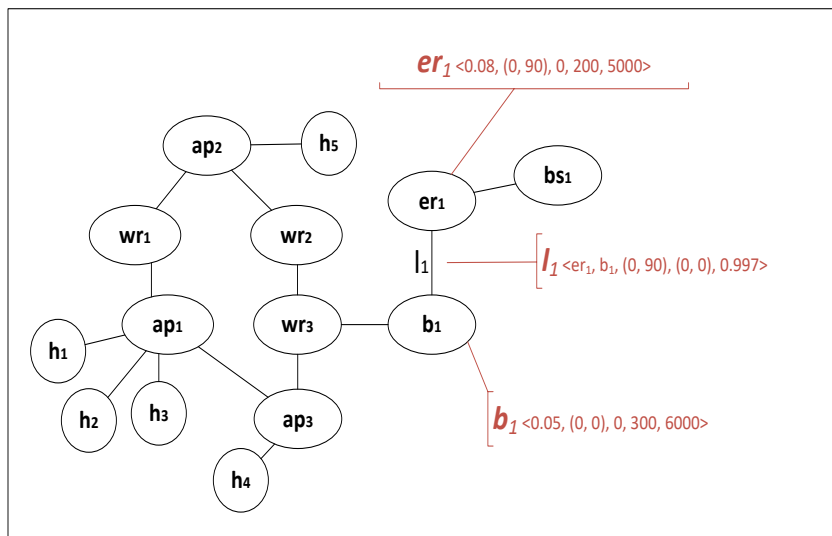 er1 <0.08, (0, 90), 0, 200, 5000>
ap2
h5
bs1
er1
wr1
wr2
l1
l1 <er1, b1, (0, 90), (0, 0), 0.997>
ap1
wr3
b1
h1
h2
h3
ap3
b1 <0.05, (0, 0), 0, 300, 6000>
h4